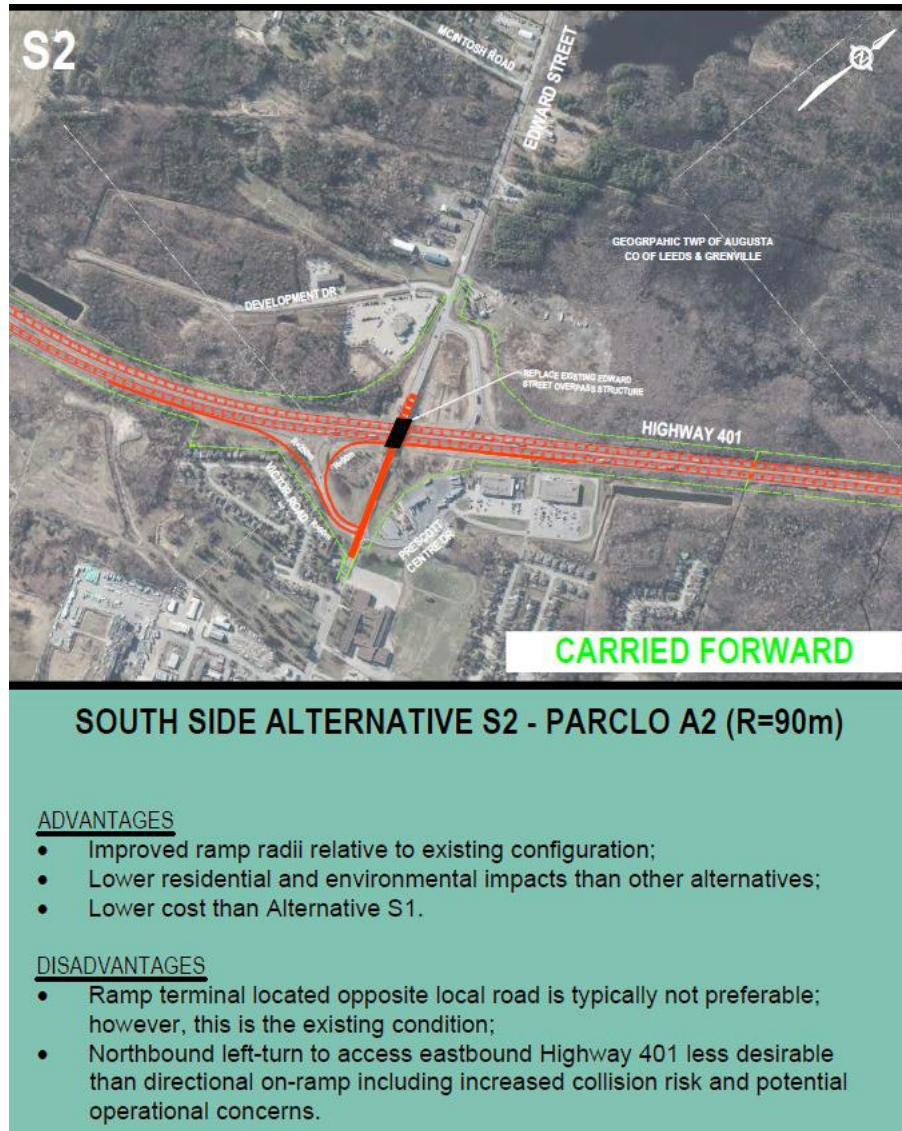 S2
MCINTOSH ROAD
EDWARD STREET
N
GEOGRPAHIC TWP OF AUGUSTA
CO OF LEEDS & GRENVILLE
DEVELOPMENT DR
REPLACE EXISTING EDWARD
STREET OVERPASS STRUCTURE
HIGHWAY 401
R=90m
VICTOR ROAD
PRESCOTT
CENTRE DR
CARRIED FORWARD
SOUTH SIDE ALTERNATIVE S2 - PARCLO A2 (R=90m)
ADVANTAGES
• Improved ramp radii relative to existing configuration;
• Lower residential and environmental impacts than other alternatives;
• Lower cost than Alternative S1.
DISADVANTAGES
• Ramp terminal located opposite local road is typically not preferable;
however, this is the existing condition;
• Northbound left-turn to access eastbound Highway 401 less desirable
than directional on-ramp including increased collision risk and potential
operational concerns.